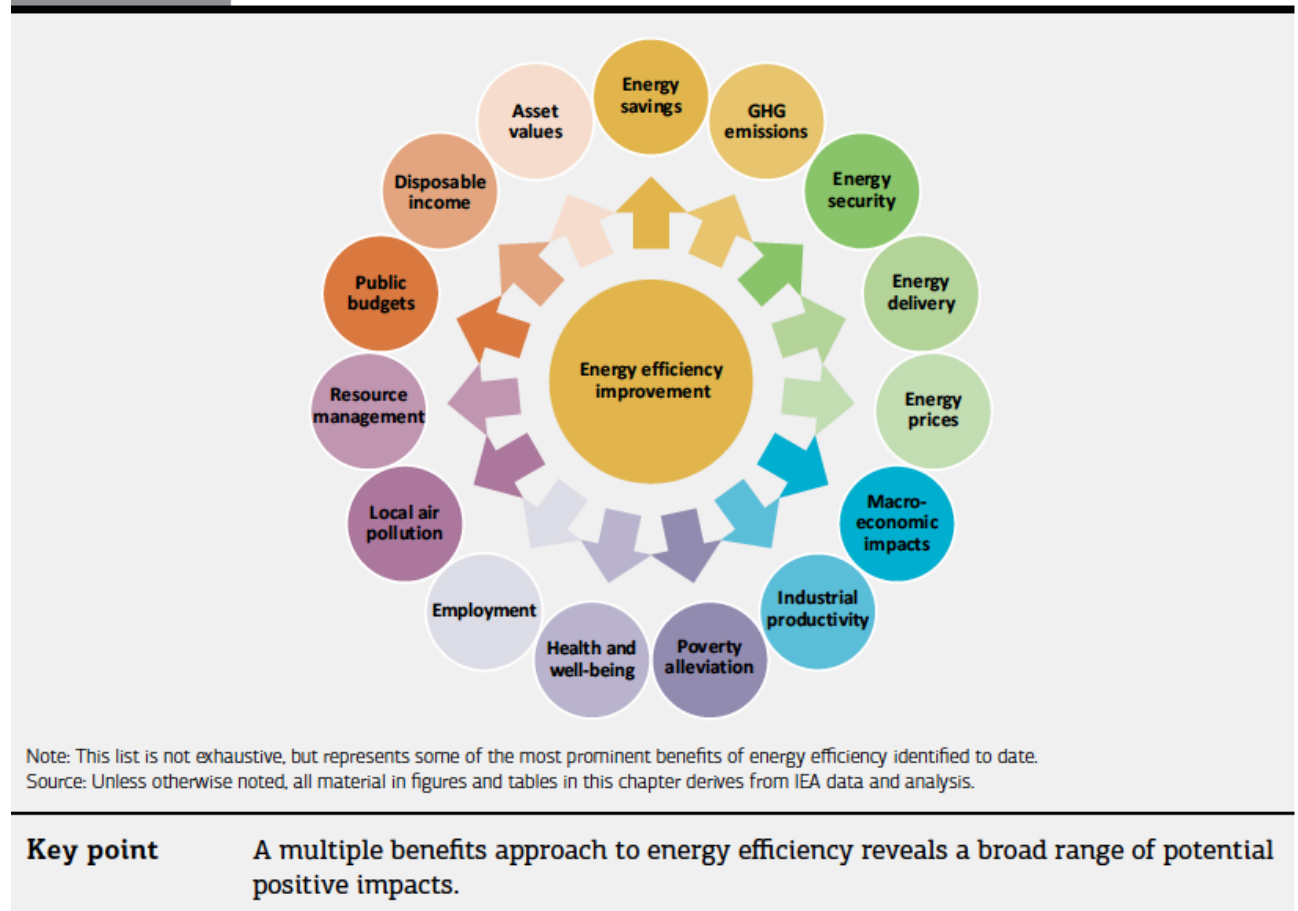 Energy
savings
GHG
emissions
Energy
security
Energy
delivery
Energy
prices
Macro-
economic
impacts
Industrial
productivity
Poverty
alleviation
Health and
well-being
Employment
Local air
pollution
Resource
management
Public
budgets
Disposable
income
Asset
values
Energy efficiency
improvement
Note: This list is not exhaustive, but represents some of the most prominent benefits of energy efficiency identified to date.
Source: Unless otherwise noted, all material in figures and tables in this chapter derives from IEA data and analysis.
Key point
A multiple benefits approach to energy efficiency reveals a broad range of potential
positive impacts.